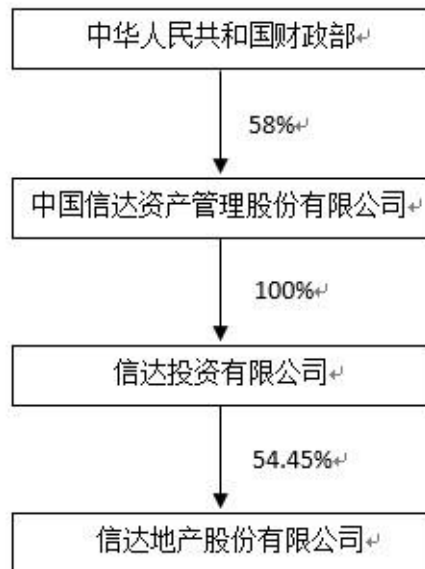 中华人民共和国财政部
58%
中国信达资产管理股份有限公司
100%
信达投资有限公司
54.45%
信达地产股份有限公司